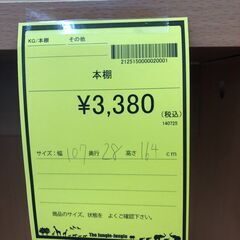 KG/本棚 その他
2125150000020001
本棚
¥3,380
(税込)
140725
サイズ:幅 107 奥行 28 高さ 164 cm
商品のサイズ、状態を よくご確認下さい。
The Jungle-Jungle